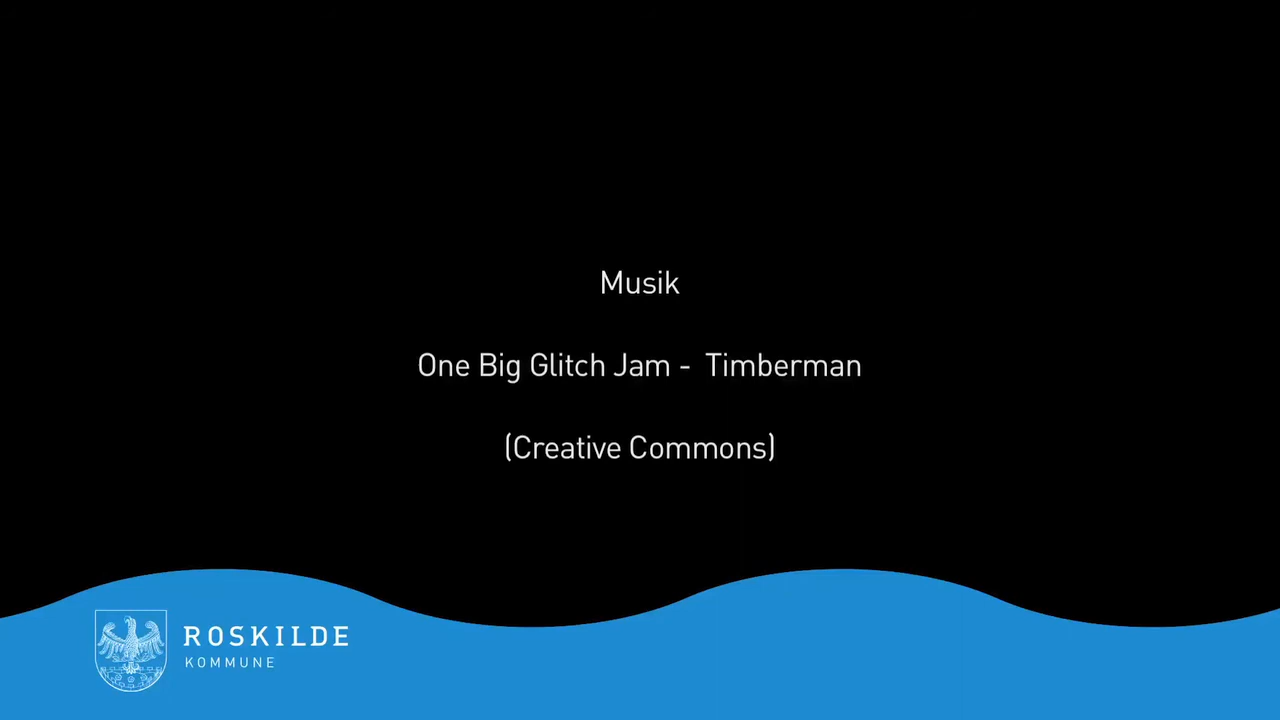 Musik
One Big Glitch Jam - Timberman
(Creative Commons)
ROSKILDE
KOMMUNE